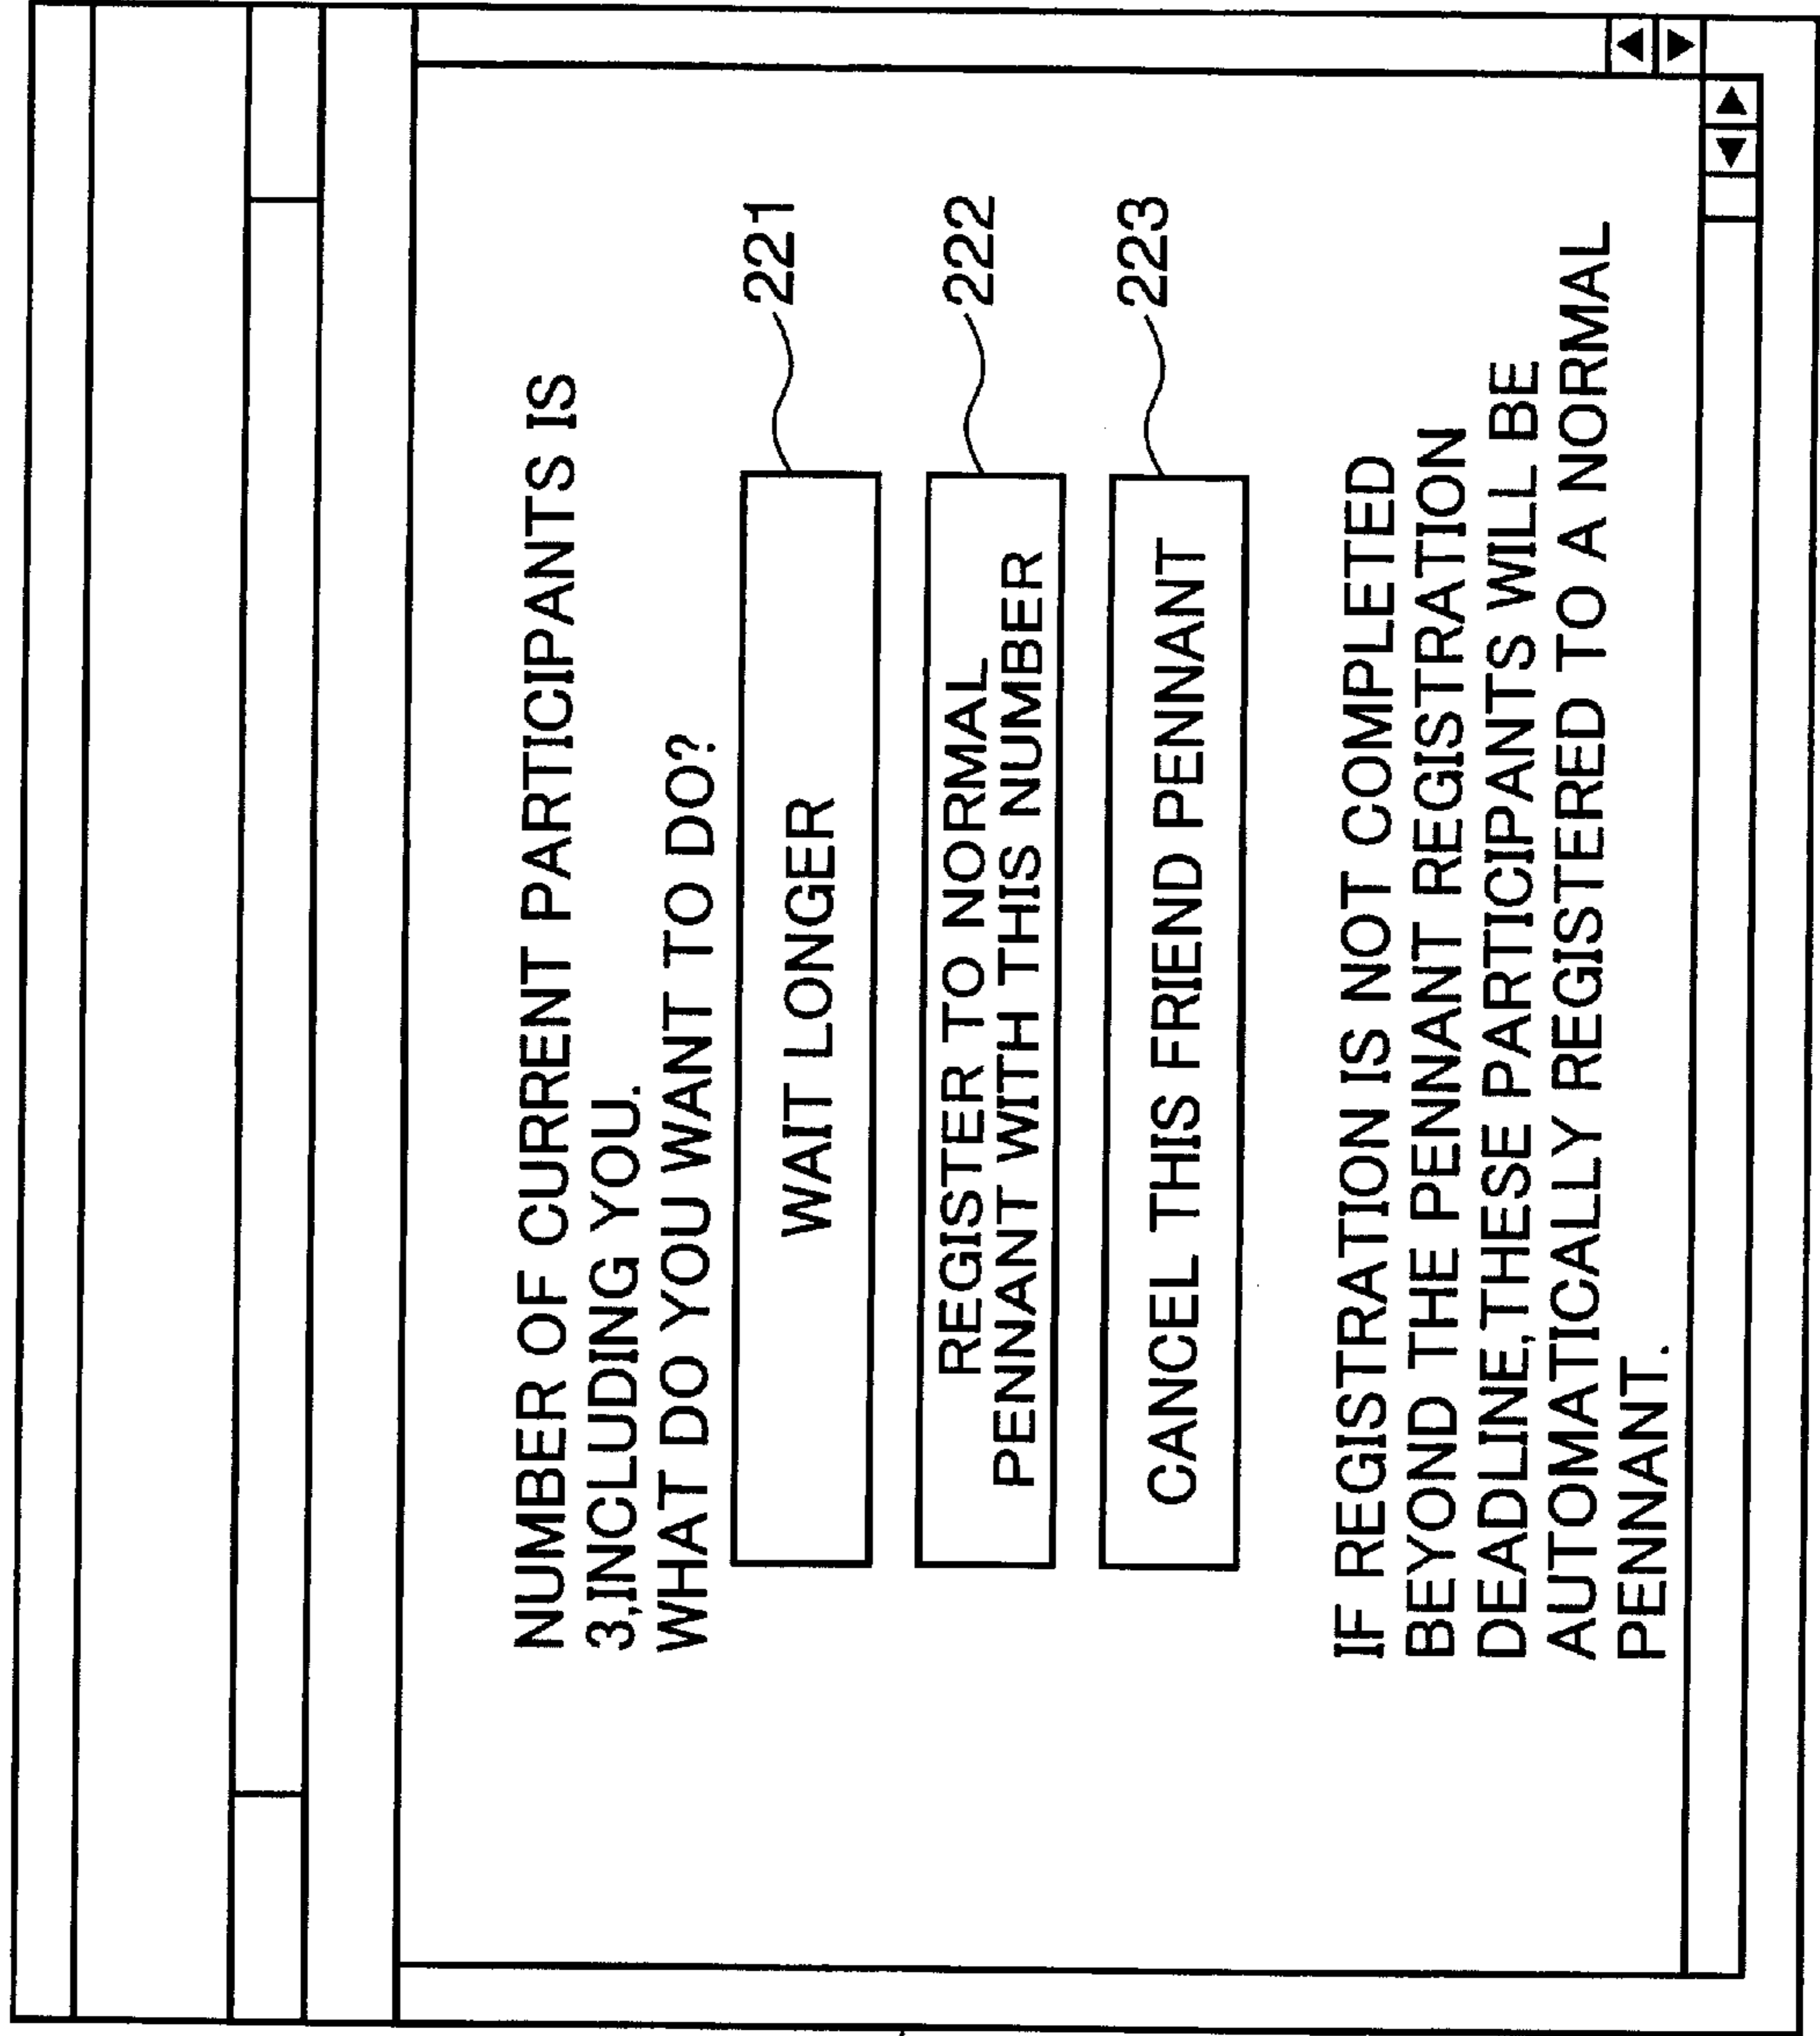 NUMBER OF CURRENT PARTICIPANTS IS
3,INCLUDING YOU.
WHAT DO YOU WANT TO DO?
WAIT LONGER
221
REGISTER TO NORMAL
PENNANT WITH THIS NUMBER
222
CANCEL THIS FRIEND PENNANT
223
IF REGISTRATION IS NOT COMPLETED
BEYOND THE PENNANT REGISTRATION
DEADLINE,THESE PARTICIPANTS WILL BE
AUTOMATICALLY REGISTERED TO A NORMAL
PENNANT.